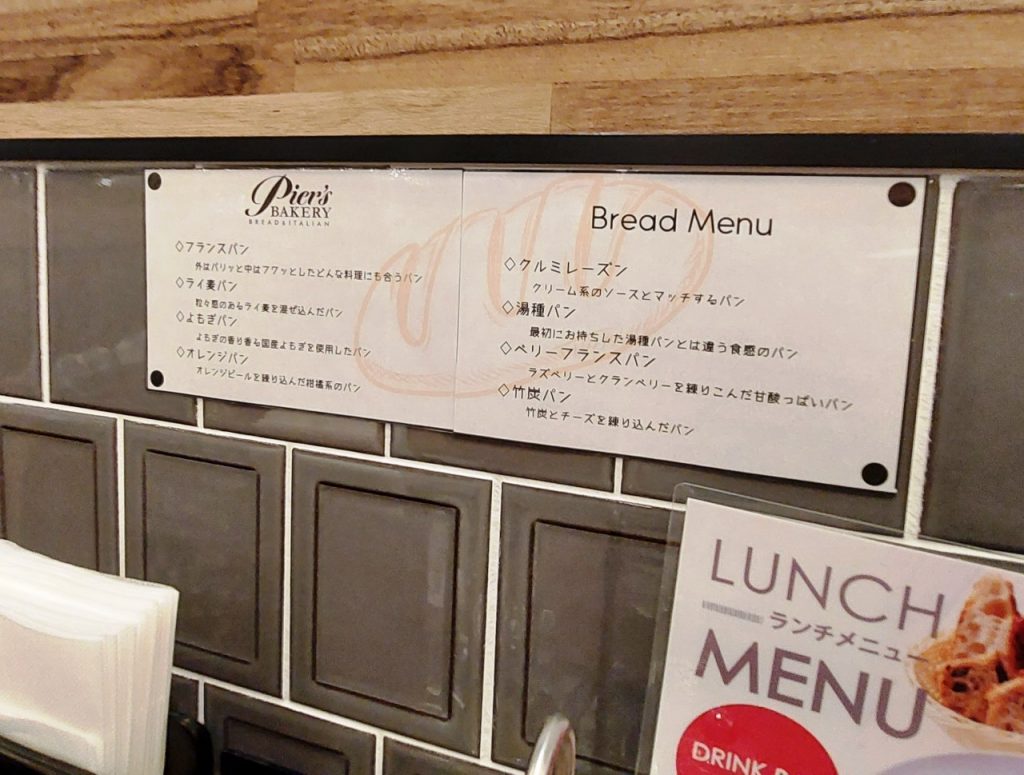 Pier's
BAKERY
BREAD & ITALIAN
◇フランスパン
外はパリッと中はフワッとしたどんな料理にも合うパン
◇ライ麦パン
粒々感のあるライ麦を混ぜ込んだパン
◇よもぎパン
よもぎの香り香る国産よもぎを使用したパン
◇オレンジパン
オレンジピールを練り込んだ柑橘系のパン
Bread Menu
◇クルミレーズン
クリーム系のソースとマッチするパン
◇湯種パン
最初にお持ちした湯種パンとは違う食感のパン
◇ベリーフランスパン
ラズベリーとクランベリーを練りこんだ甘酸っぱいパン
◇竹炭パン
竹炭とチーズを練り込んだパン
LUNCH
ランチメニュー
MENU
DRINK